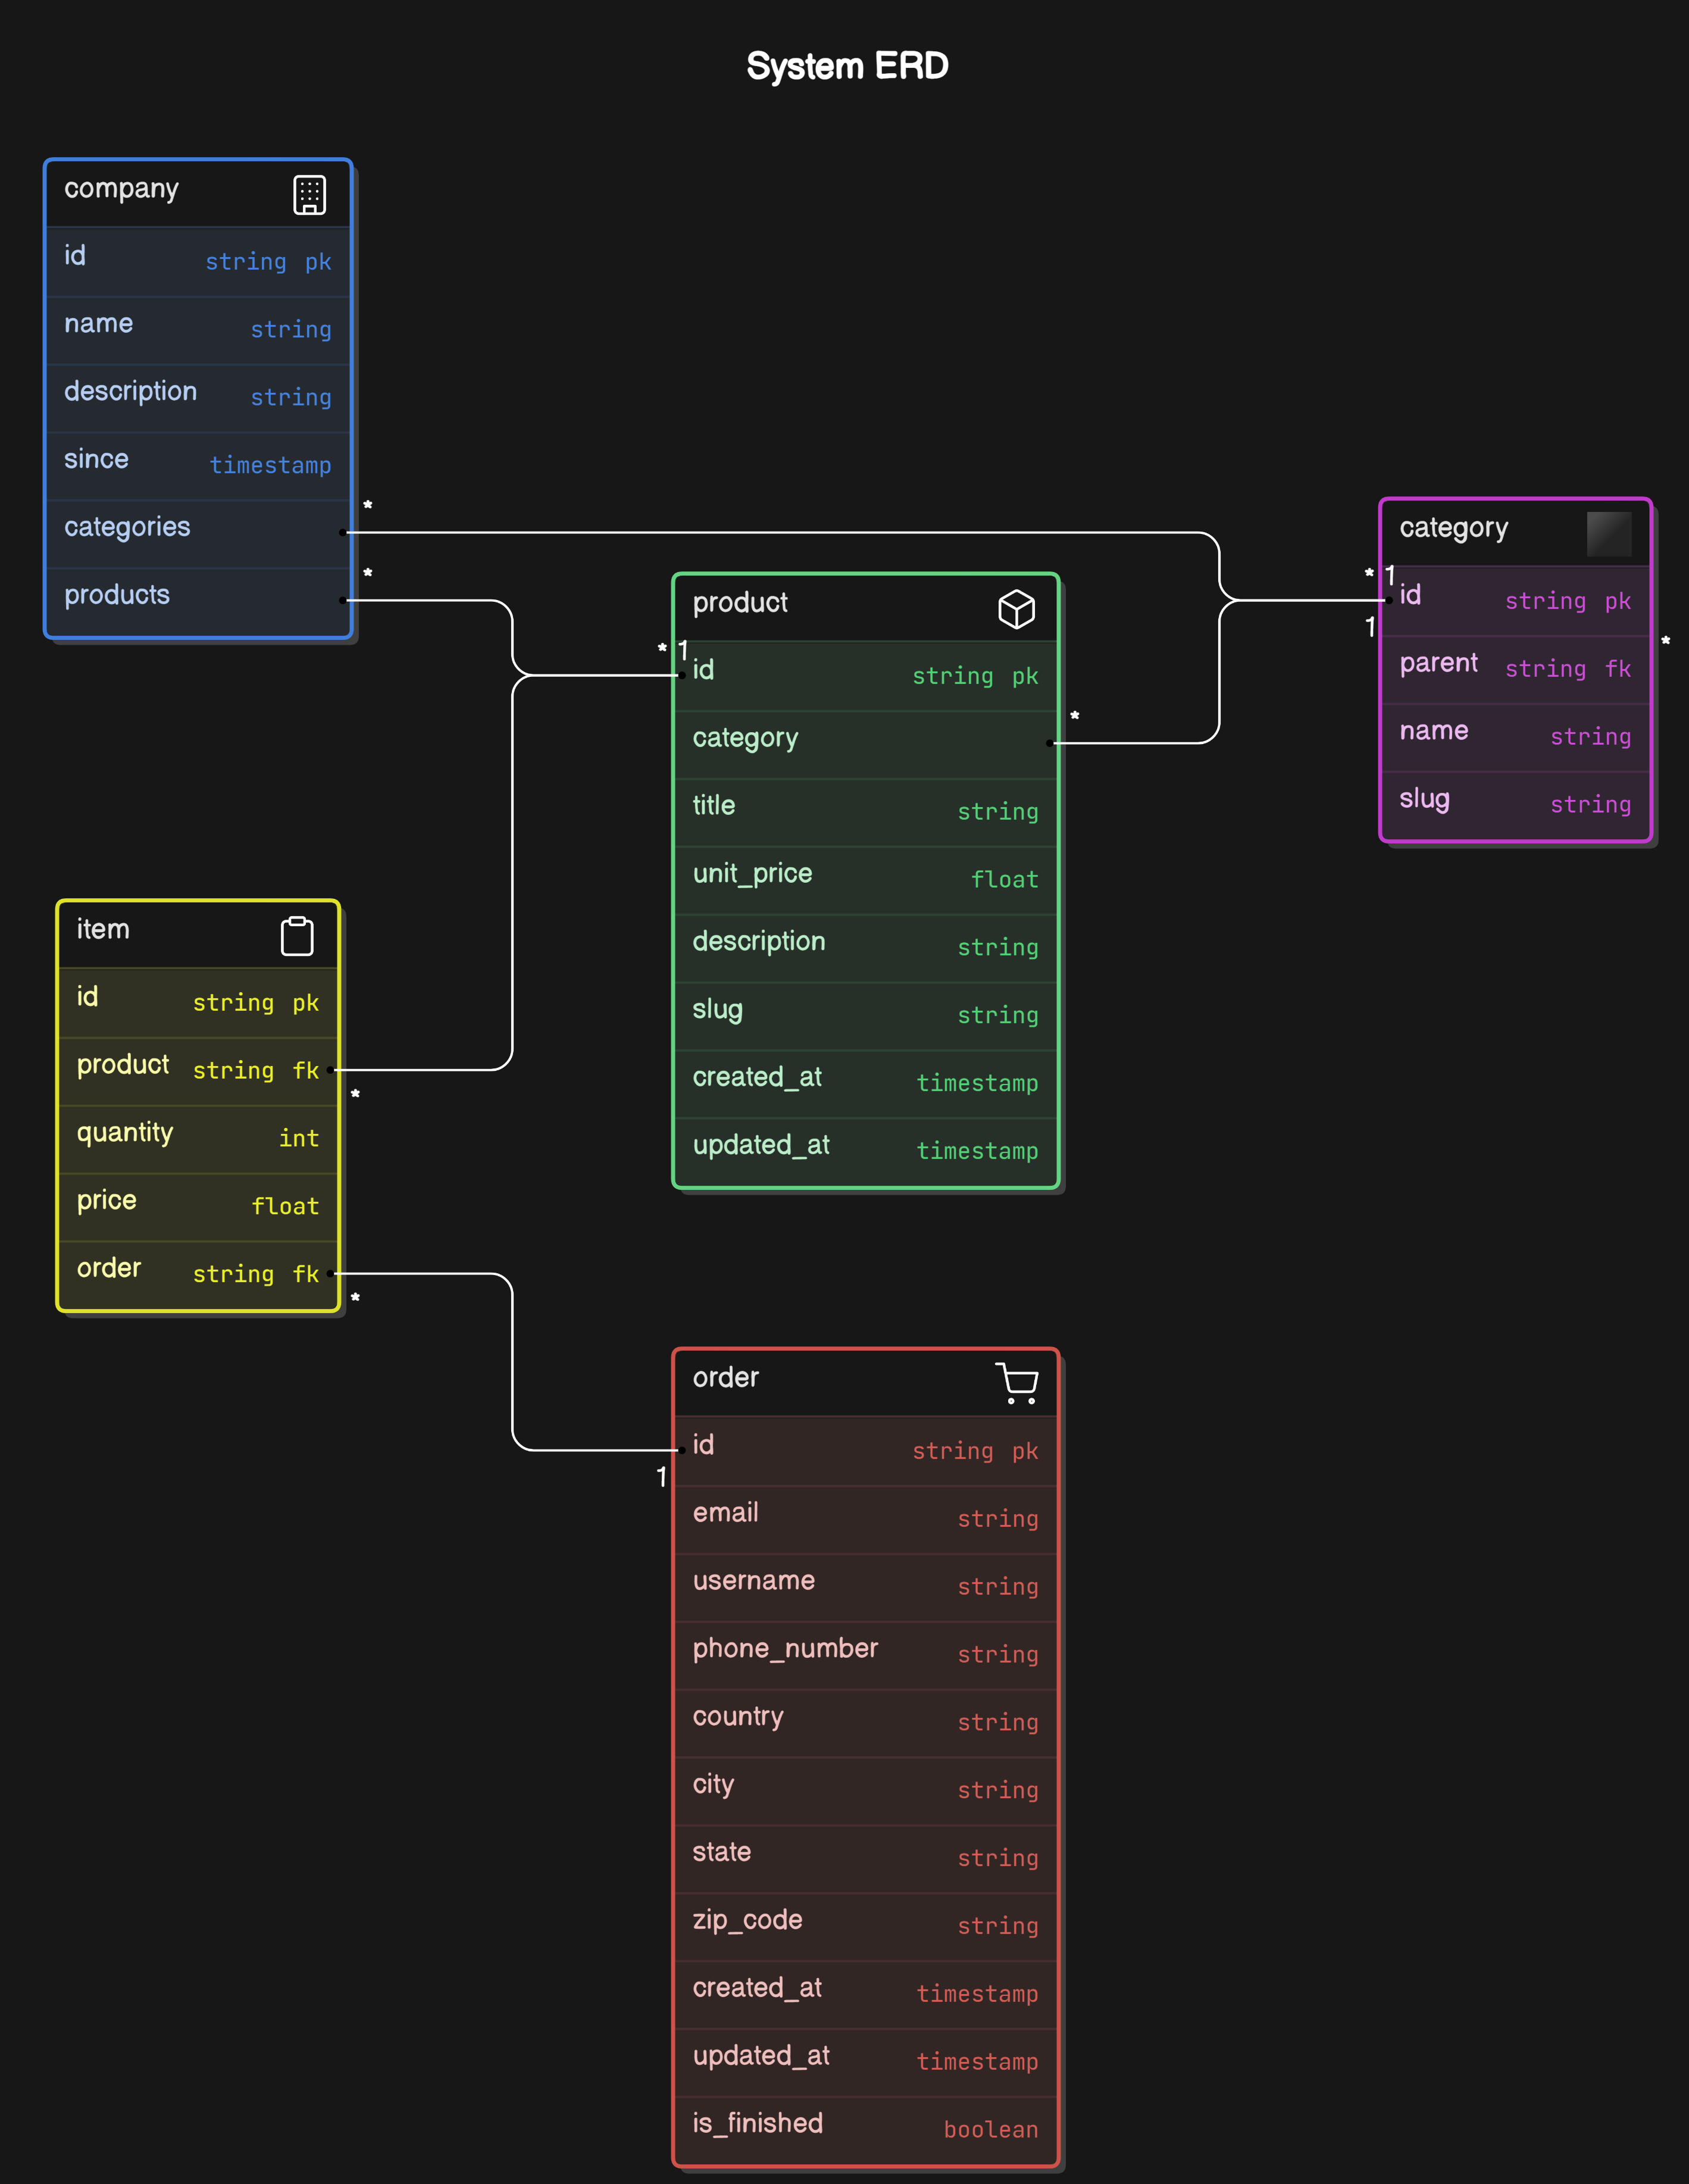 System ERD
company
id string pk
name string
description string
since timestamp
categories
*
products
*
category
* 1
id string pk
1
parent string fk
*
name string
slug string
product
* 1
id string pk
category
*
title string
unit_price float
description string
slug string
created_at timestamp
updated_at timestamp
item
id string pk
product string fk
*
quantity int
price float
order string fk
*
order
id string pk
1
email string
username string
phone_number string
country string
city string
state string
zip_code string
created_at timestamp
updated_at timestamp
is_finished boolean